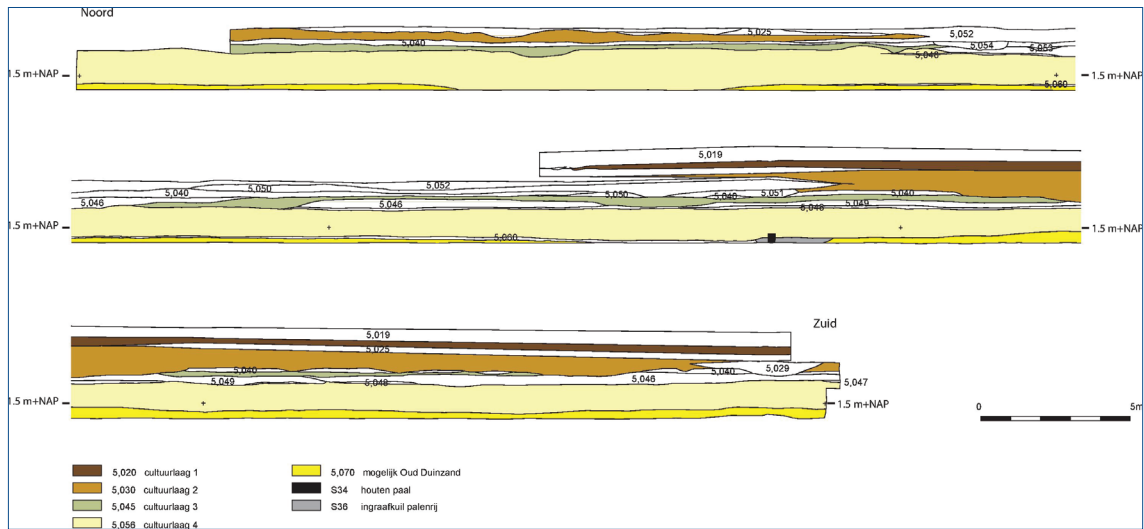 Noord
5,025
5,052
5,040
5,054
5,053
5,048
1.5 m+NAP
1.5 m+NAP
5,060
5,019
5,040
5,050
5,052
5,050
5,040
5,051
5,040
5,046
5,046
5,048
5,049
1.5 m+NAP
1.5 m+NAP
5,060
5,019
Zuid
5,025
5,040
5,040
5,029
5,049
5,048
5,046
5,047
1.5 m+NAP
1.5 m+NAP
0
5m
5,020 cultuurlaag 1
5,070 mogelijk Oud Duinzand
5,030 cultuurlaag 2
S34 houten paal
5,045 cultuurlaag 3
S36 ingraafkuil palenrij
5,056 cultuurlaag 4